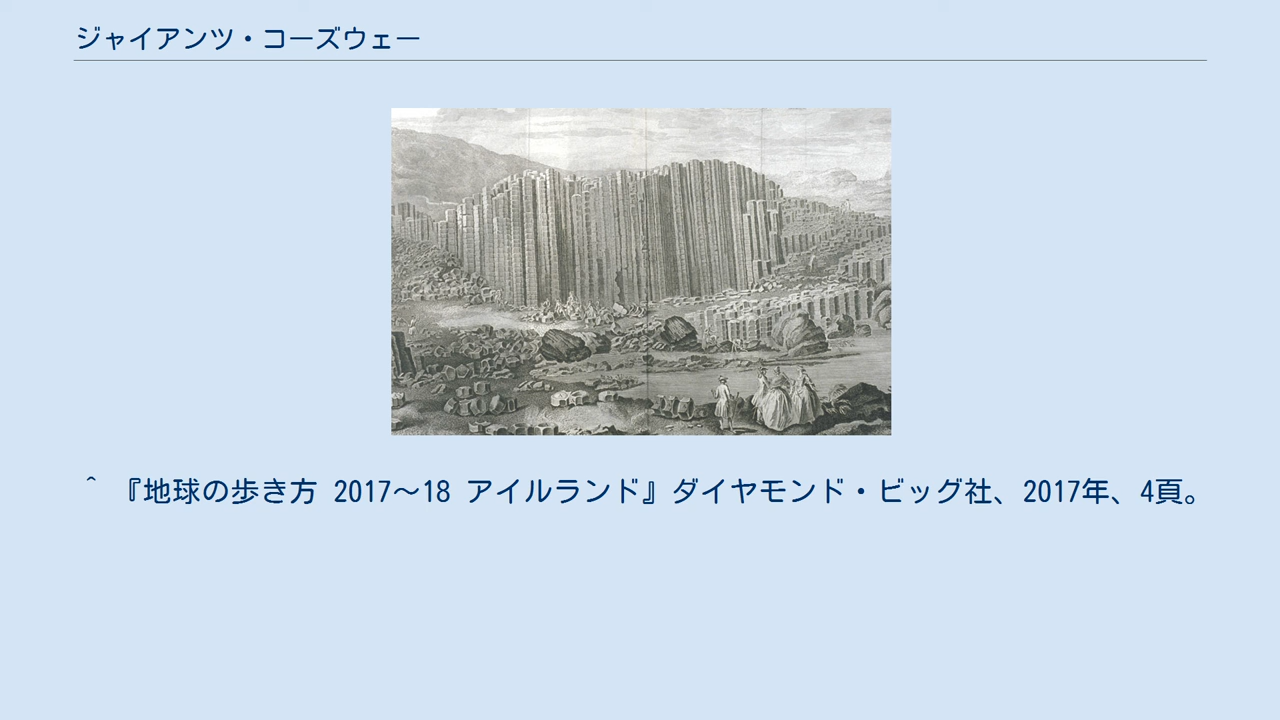 ジャイアンツ・コーズウェー
^ 『地球の歩き方 2017～18 アイルランド』ダイヤモンド・ビッグ社、2017年、4頁。